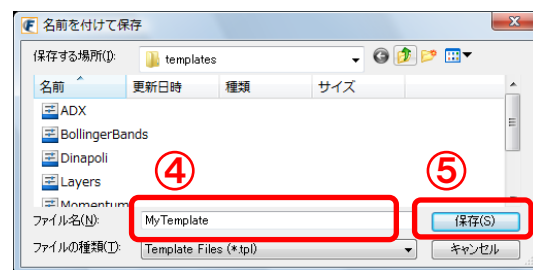 名前を付けて保存
保存する場所(I): templates
名前 更新日時 種類 サイズ
ADX
BollingerBands
Dinapoli
Layers
Momentum
④ ⑤
ファイル名(N): MyTemplate 保存(S)
ファイルの種類(T): Template Files (*.tpl) キャンセル